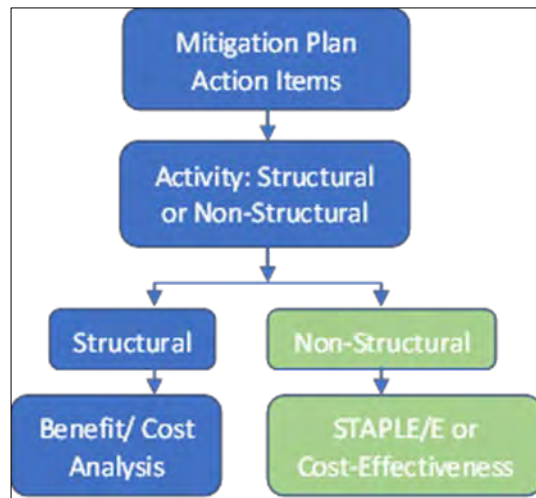 Mitigation Plan
Action Items
Activity: Structural
or Non-Structural
Structural
Non-Structural
Benefit/ Cost
Analysis
STAPLE/E or
Cost-Effectiveness